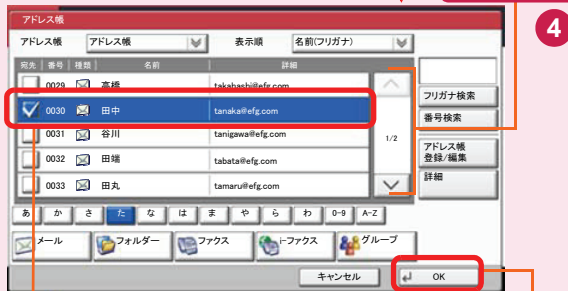 アドレス帳
4
アドレス帳 アドレス帳 表示順 名前(フリガナ)
宛先 番号 種類 名前 詳細
0029 高橋 takahashi@efg.com
フリガナ検索
0030 田中 tanaka@efg.com
番号検索
0031 谷川 tanigawa@efg.com
1/2
アドレス帳
登録/編集
0032 田端 tabata@efg.com
詳細
0033 田丸 tamaru@efg.com
あ か さ た な は ま や ら わ 0-9 A-Z
メール フォルダー ファクス i-ファクス グループ
キャンセル OK